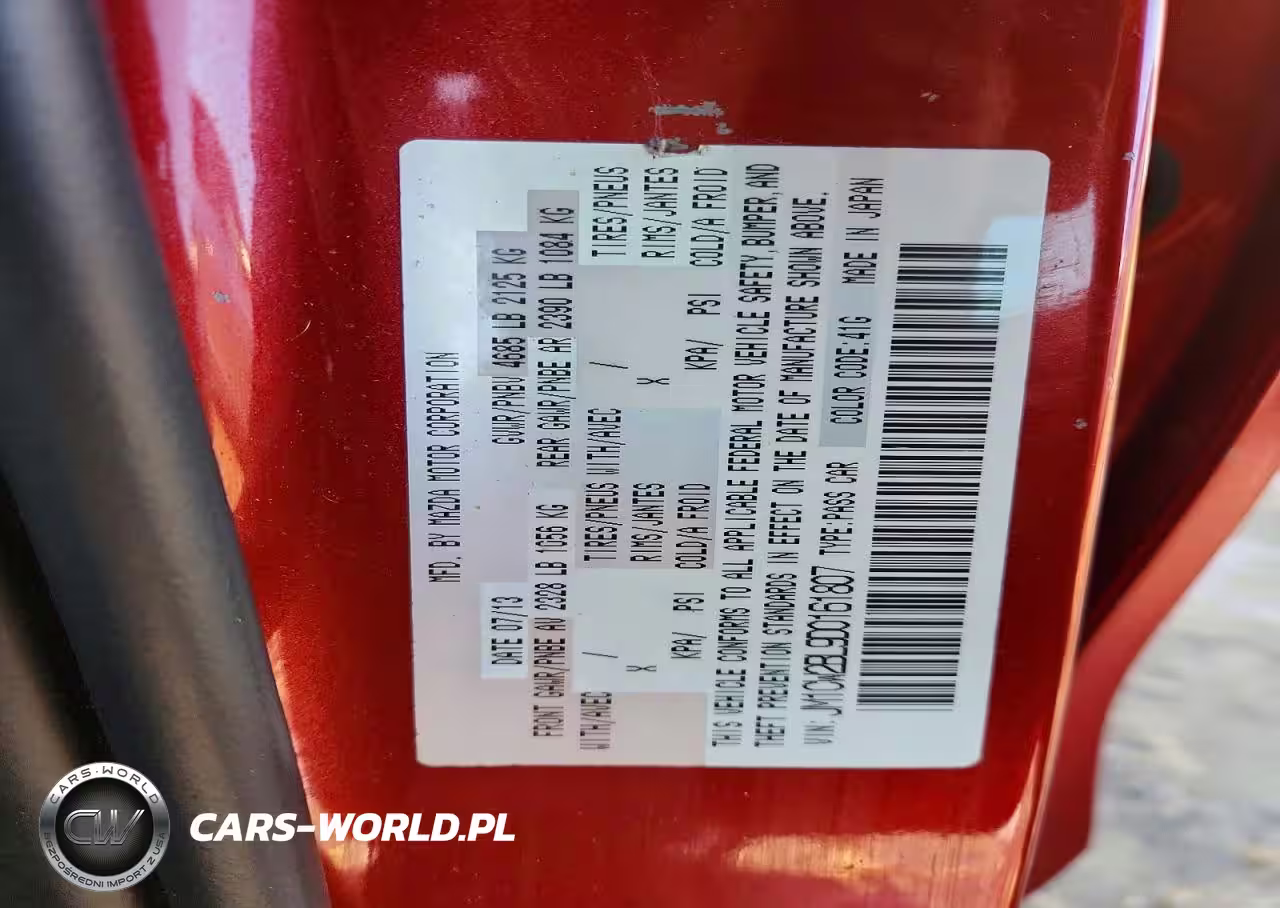 MFD. BY MAZDA MOTOR CORPORATION
DATE 07/13 GVWR/PNBV 4685 LB 2125 KG
FRONT GAWR/PNBE AV 2328 LB 1056 KG REAR GAWR/PNBE AR 2390 LB 1084 KG
WITH/AVEC / TIRES/PNEUS WITH/AVEC / TIRES/PNEUS
X RIMS/JANTES X RIMS/JANTES
KPA/ PSI COLD/A FROID KPA/ PSI COLD/A FROID
THIS VEHICLE CONFORMS TO ALL APPLICABLE FEDERAL MOTOR VEHICLE SAFETY, BUMPER, AND
THEFT PREVENTION STANDARDS IN EFFECT ON THE DATE OF MANUFACTURE SHOWN ABOVE.
VIN: JM1CW2BL9D0161807 TYPE:PASS CAR COLOR CODE:41G MADE IN JAPAN
CARS-WORLD
CW
BEZPOŚREDNI IMPORT Z USA
CARS-WORLD.PL